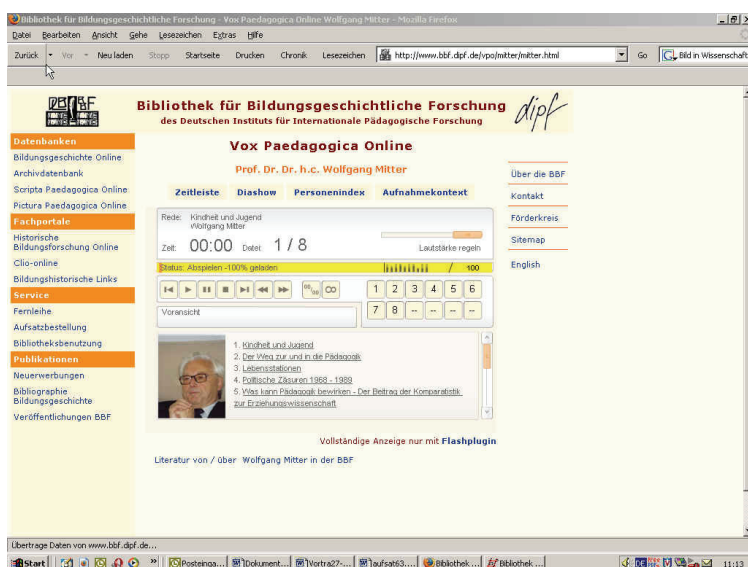 Bibliothek für Bildungsgeschichtliche Forschung - Vox Paedagogica Online Wolfgang Mitter - Mozilla Firefox
Datei Bearbeiten Ansicht Gehe Lesezeichen Extras Hilfe
Zurück Vor Neu laden Stopp Startseite Drucken Chronik Lesezeichen http://www.bbf.dipf.de/vpo/mitter/mitter.html Go Bild in Wissenschaft
BBF
Bibliothek für Bildungsgeschichtliche Forschung
des Deutschen Instituts für Internationale Pädagogische Forschung
dipf
Datenbanken
Bildungsgeschichte Online
Archivdatenbank
Scripta Paedagogica Online
Pictura Paedagogica Online
Fachportale
Historische
Bildungsforschung Online
Clio-online
Bildungshistorische Links
Service
Fernleihe
Aufsatzbestellung
Bibliotheksbenutzung
Publikationen
Neuerwerbungen
Bibliographie
Bildungsgeschichte
Veröffentlichungen BBF
Vox Paedagogica Online
Prof. Dr. Dr. h.c. Wolfgang Mitter
Zeitleiste Diashow Personenindex Aufnahmekontext
Rede: Kindheit und Jugend
Wolfgang Mitter
Zeit: 00:00 Datei: 1 / 8 Lautstärke regeln
Status: Abspielen -100% geladen / 100
1 2 3 4 5 6
Voransicht 7 8 -- -- -- --
1. Kindheit und Jugend
2. Der Weg zur und in die Pädagogik
3. Lebensstationen
4. Politische Zäsuren 1968 - 1989
5. Was kann Pädagogik bewirken - Der Beitrag der Komparatistik
zur Erziehungswissenschaft
Vollständige Anzeige nur mit Flashplugin
Literatur von / über Wolfgang Mitter in der BBF
Über die BBF
Kontakt
Förderkreis
Sitemap
English
Übertrage Daten von www.bbf.dipf.de...
Start » Posteinga... Dokument... Vortra27-... aufsat63.... Bibliothek ... Bibliothek ... DE 11:13